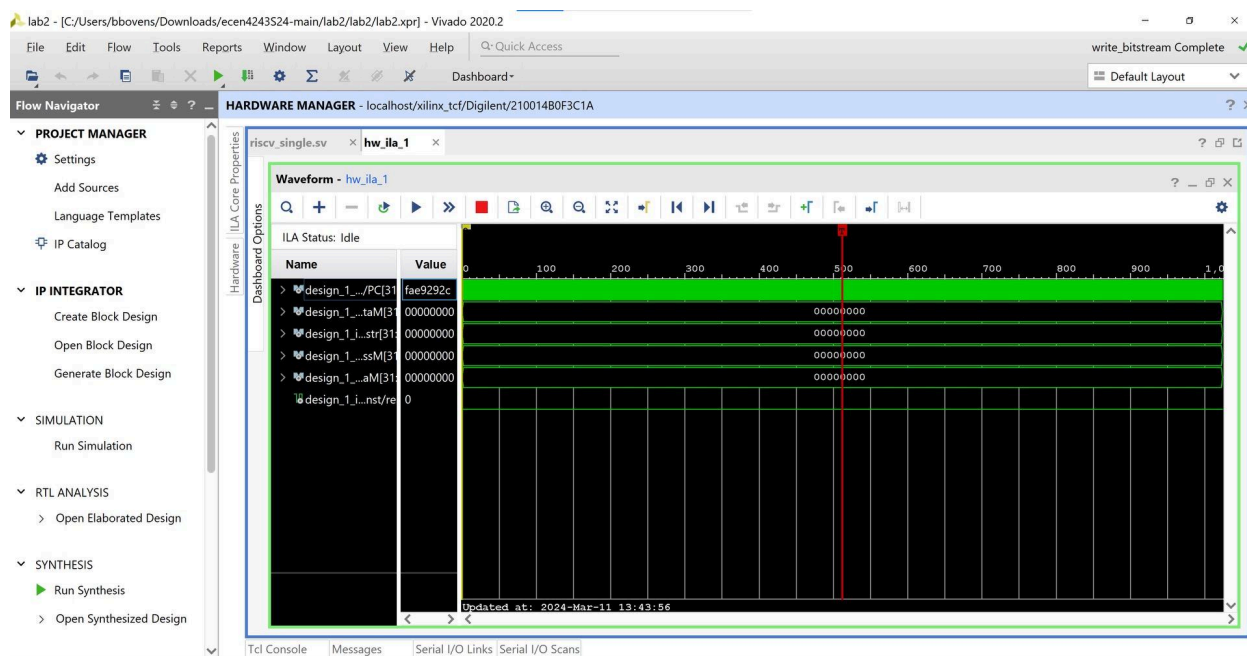 lab2 - [C:/Users/bbovens/Downloads/ecen4243S24-main/lab2/lab2/lab2.xpr] - Vivado 2020.2
File Edit Flow Tools Reports Window Layout View Help Q- Quick Access write_bitstream Complete
Dashboard Default Layout
Flow Navigator
HARDWARE MANAGER - localhost/xilinx_tcf/Digilent/210014B0F3C1A
PROJECT MANAGER
Settings
Add Sources
Language Templates
IP Catalog
IP INTEGRATOR
Create Block Design
Open Block Design
Generate Block Design
SIMULATION
Run Simulation
RTL ANALYSIS
Open Elaborated Design
SYNTHESIS
Run Synthesis
Open Synthesized Design
ILA Core Properties
Hardware
Dashboard Options
riscv_single.sv hw_ila_1
Waveform - hw_ila_1
ILA Status: Idle
Name Value
0 100 200 300 400 500 600 700 800 900 1,0
design_1_.../PC[31 fae9292c
design_1_...taM[31 00000000 00000000
design_1_i...str[31: 00000000 00000000
design_1_...ssM[31 00000000 00000000
design_1_...aM[31: 00000000 00000000
design_1_i...nst/re 0
Updated at: 2024-Mar-11 13:43:56
Tcl Console Messages Serial I/O Links Serial I/O Scans